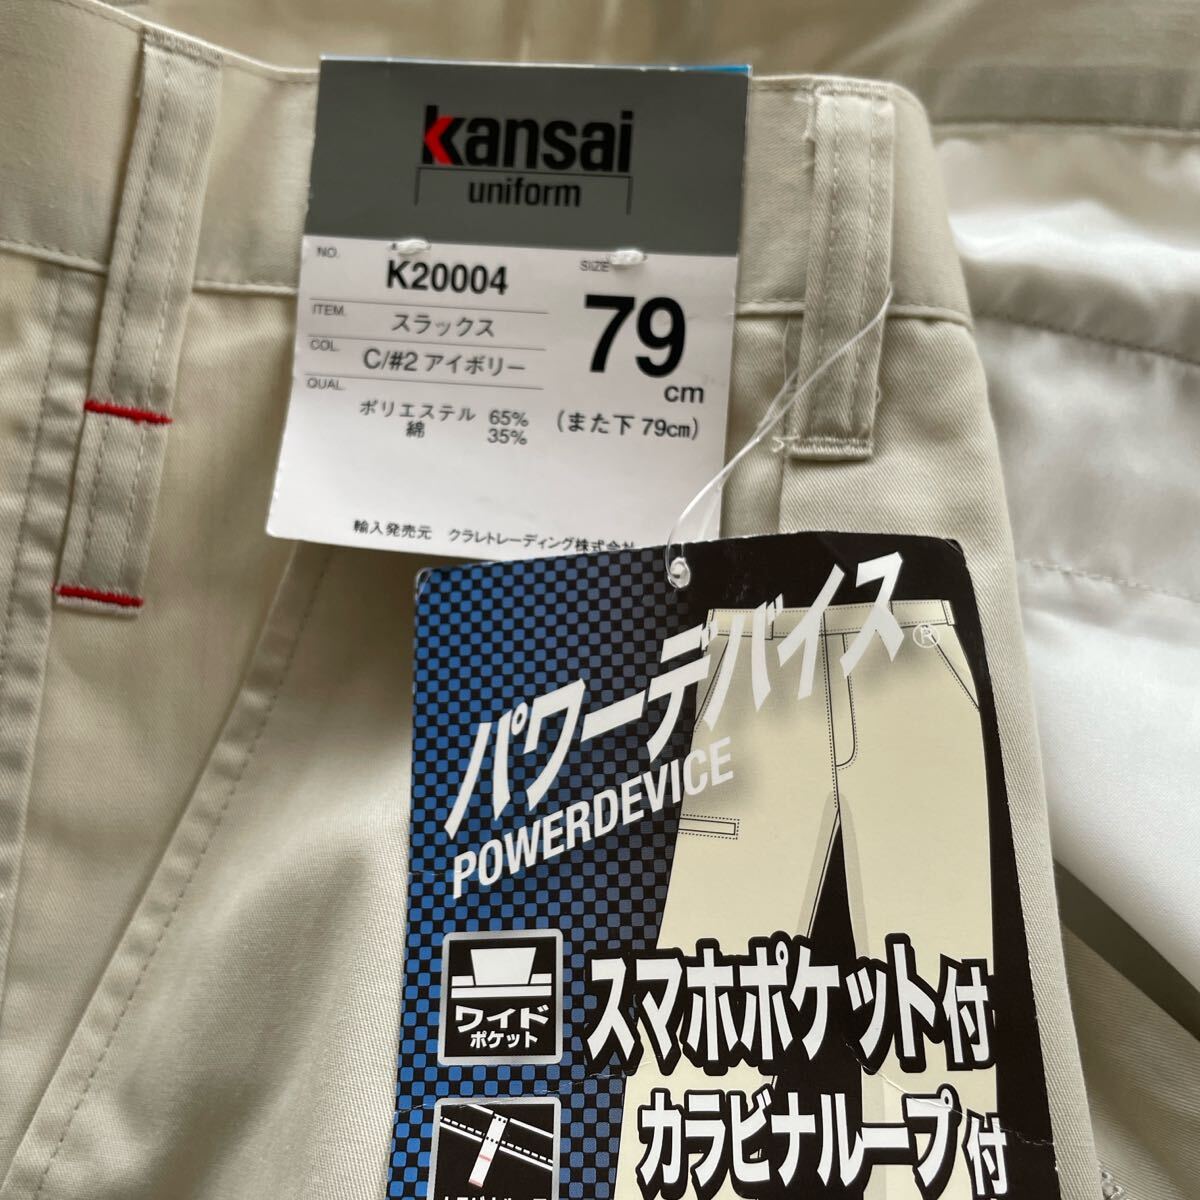 kansai
uniform
NO.
K20004
SIZE
79
cm
ITEM.
スラックス
COL.
C/#2 アイボリー
QUAL.
ポリエステル 65%
綿 35%
(また下 79cm)
輸入発売元 クラレトレーディング株式会社
パワーデバイス®
POWERDEVICE
ワイド
ポケット
スマホポケット付
カラビナループ付